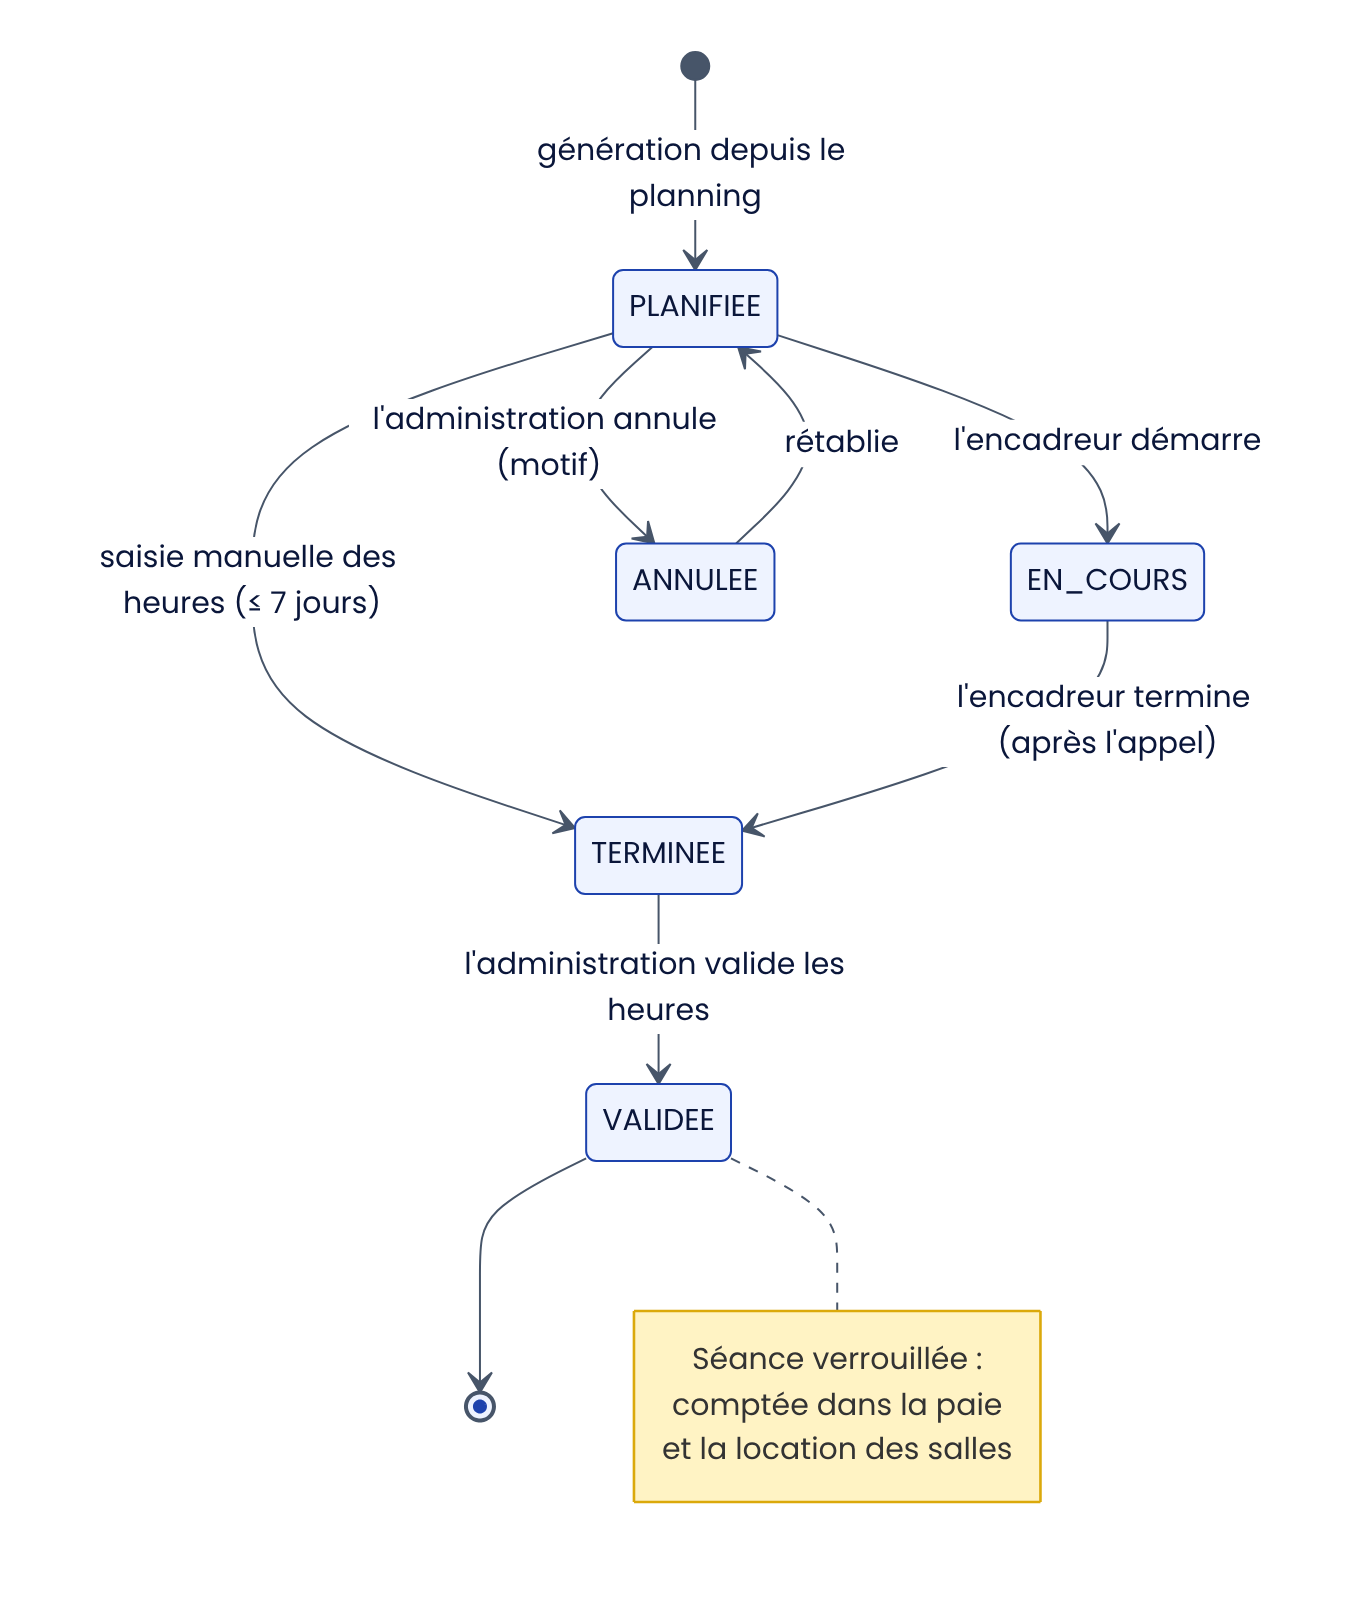 génération depuis le
planning
PLANIFIEE
l'administration annule
(motif)
rétablie
l'encadreur démarre
saisie manuelle des
heures (≤ 7 jours)
ANNULEE
EN_COURS
l'encadreur termine
(après l'appel)
TERMINEE
l'administration valide les
heures
VALIDEE
Séance verrouillée :
comptée dans la paie
et la location des salles